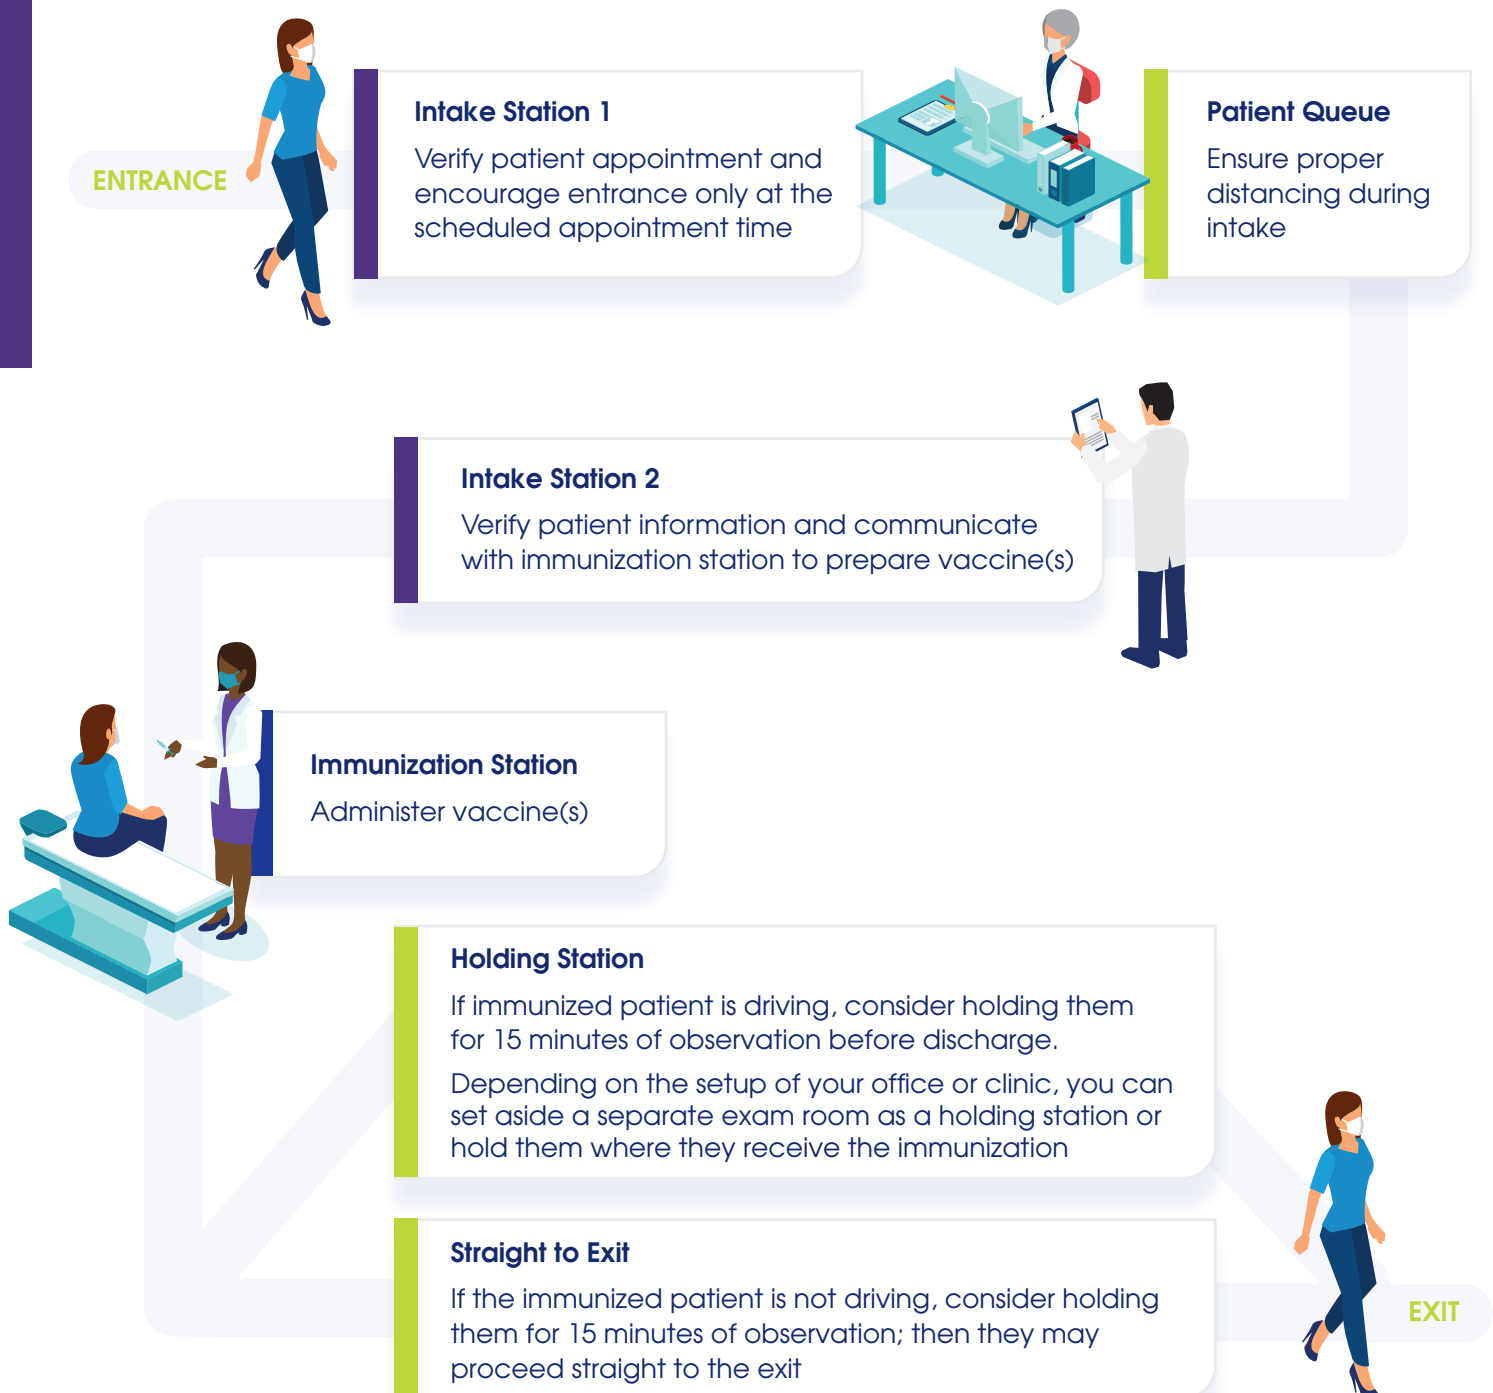 ENTRANCE
Intake Station 1
Verify patient appointment and
encourage entrance only at the
scheduled appointment time
Patient Queue
Ensure proper
distancing during
intake
Intake Station 2
Verify patient information and communicate
with immunization station to prepare vaccine(s)
Immunization Station
Administer vaccine(s)
Holding Station
If immunized patient is driving, consider holding them
for 15 minutes of observation before discharge.
Depending on the setup of your office or clinic, you can
set aside a separate exam room as a holding station or
hold them where they receive the immunization
Straight to Exit
If the immunized patient is not driving, consider holding
them for 15 minutes of observation; then they may
proceed straight to the exit
EXIT